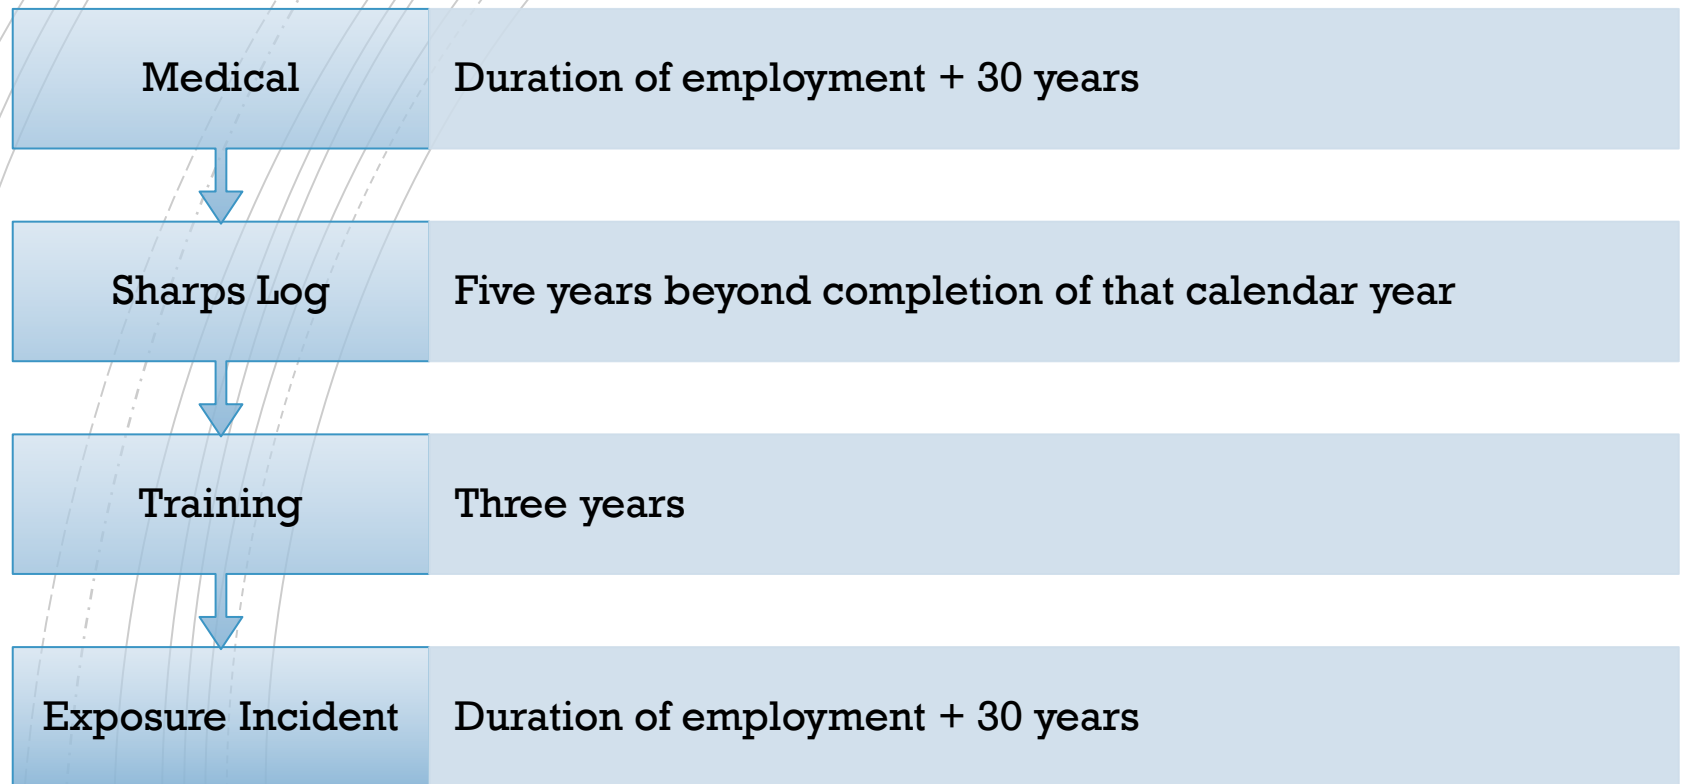 Medical
Duration of employment + 30 years
Sharps Log
Five years beyond completion of that calendar year
Training
Three years
Exposure Incident
Duration of employment + 30 years